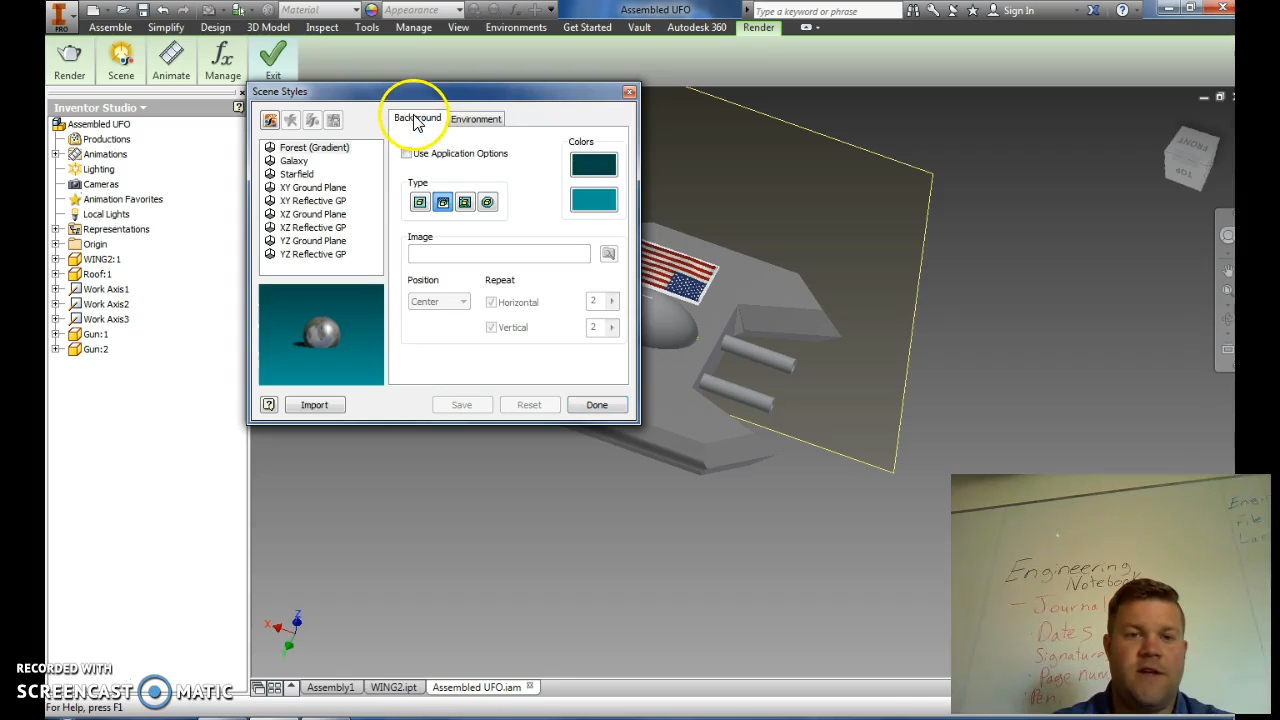 Material
Appearance
Assembled UFO
Type a keyword or phrase
Sign In
PRO
Assemble Simplify Design 3D Model Inspect Tools Manage View Environments Get Started Vault Autodesk 360 Render
Render Scene Animate Manage Exit
Inventor Studio
Assembled UFO
Productions
Animations
Lighting
Cameras
Animation Favorites
Local Lights
Representations
Origin
WING2:1
Roof:1
Work Axis1
Work Axis2
Work Axis3
Gun:1
Gun:2
Scene Styles
Forest (Gradient)
Galaxy
Starfield
XY Ground Plane
XY Reflective GP
XZ Ground Plane
XZ Reflective GP
YZ Ground Plane
YZ Reflective GP
Background Environment
Use Application Options
Colors
Type
Image
Position Repeat
Center Horizontal 2
Vertical 2
Import Save Reset Done
FRONT
TOP
Z
X
Y
Engineering
Notebook
- Journal
Dates
Signature
Page num
Pen
RECORDED WITH
SCREENCAST MATIC
Assembly1 WING2.ipt Assembled UFO.iam
For Help, press F1